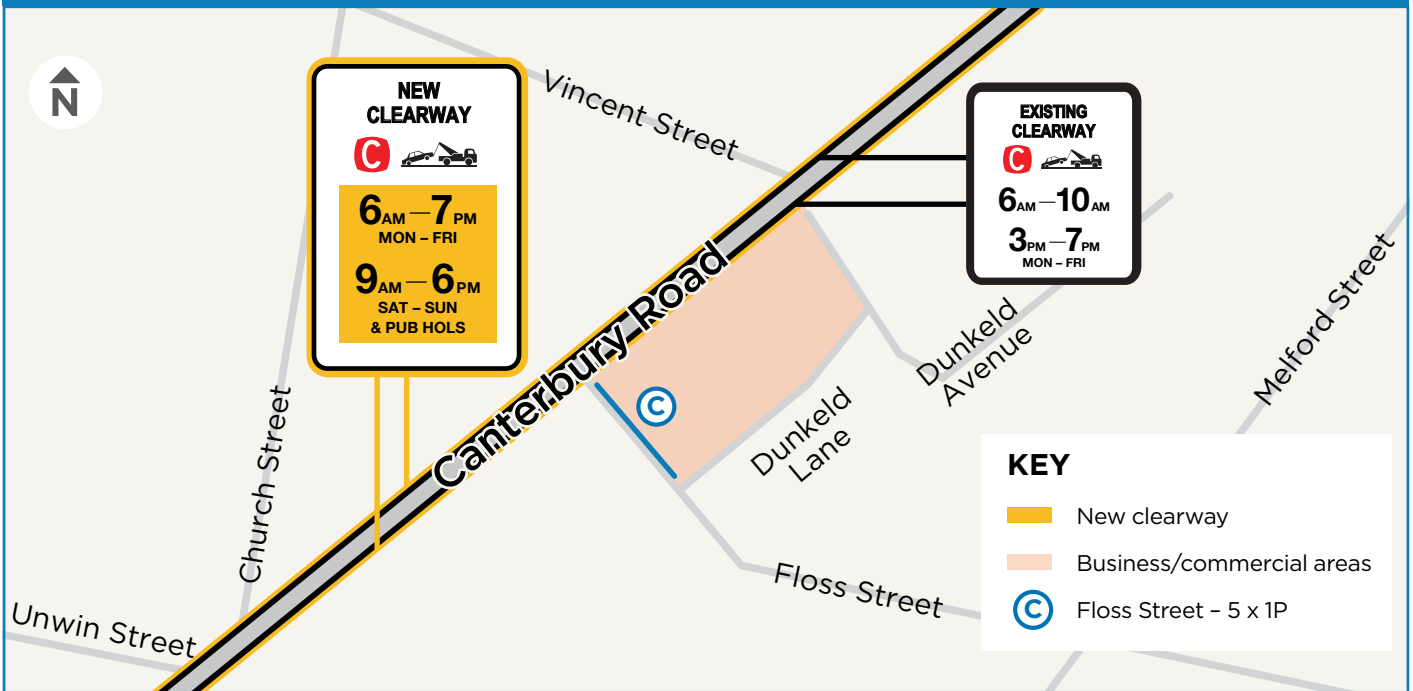 N
NEW
CLEARWAY
C
6AM—7PM
MON – FRI
9AM—6PM
SAT – SUN
& PUB HOLS
Vincent Street
EXISTING
CLEARWAY
C
6AM—10AM
3PM—7PM
MON – FRI
Canterbury Road
Church Street
Unwin Street
C
Dunkeld
Avenue
Dunkeld
Lane
Melford Street
Floss Street
KEY
New clearway
Business/commercial areas
C Floss Street – 5 x 1P